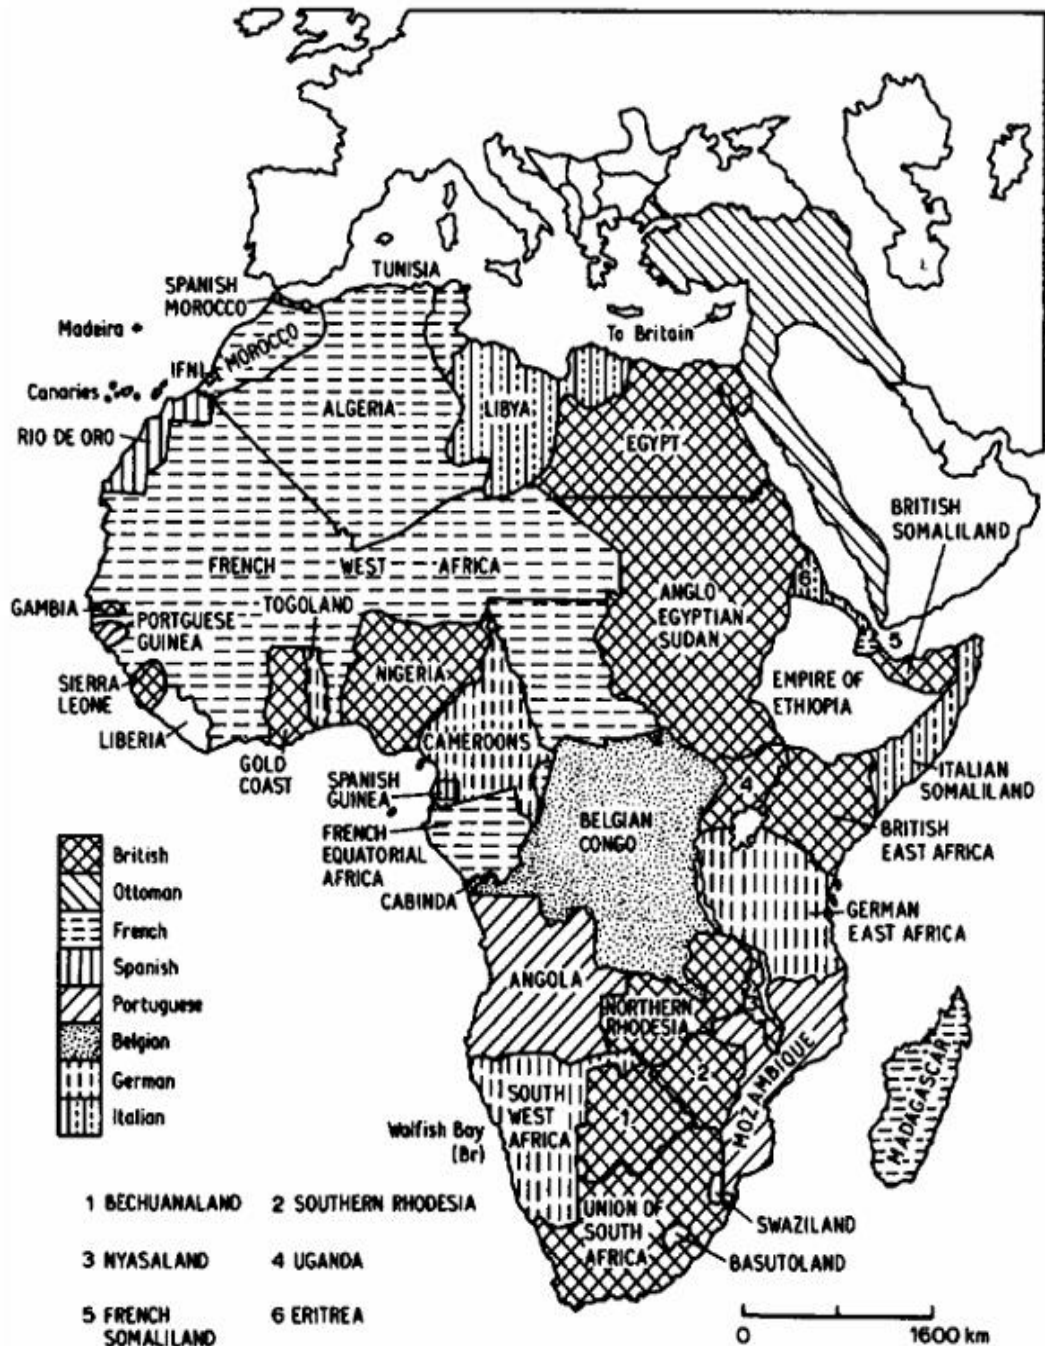 TUNISIA
SPANISH
MOROCCO
Madeira
To Britain
IFNI
MOROCCO
Canaries
ALGERIA
LIBYA
RIO DE ORO
EGYPT
BRITISH
SOMALILAND
FRENCH WEST AFRICA
6
ANGLO
EGYPTIAN
SUDAN
GAMBIA
TOGOLAND
PORTGUESE
GUINEA
5
NIGERIA
SIERRA
LEONE
EMPIRE OF
ETHIOPIA
LIBERIA
CAMEROONS
GOLD
COAST
ITALIAN
SOMALILAND
SPANISH
GUINEA
4
BELGIAN
CONGO
FRENCH
EQUATORIAL
AFRICA
BRITISH
EAST AFRICA
CABINDA
GERMAN
EAST AFRICA
British
Ottoman
French
Spanish
Portuguese
Belgian
German
Italian
ANGOLA
NORTHERN
RHODESIA
3
MOZAMBIQUE
MADAGASCAR
2
SOUTH
WEST
AFRICA
1
Wolfish Bay
(Br)
UNION OF
SOUTH
AFRICA
SWAZILAND
BASUTOLAND
1 BECHUANALAND
2 SOUTHERN RHODESIA
3 NYASALAND
4 UGANDA
5 FRENCH
SOMALILAND
6 ERITREA
0 1600 km